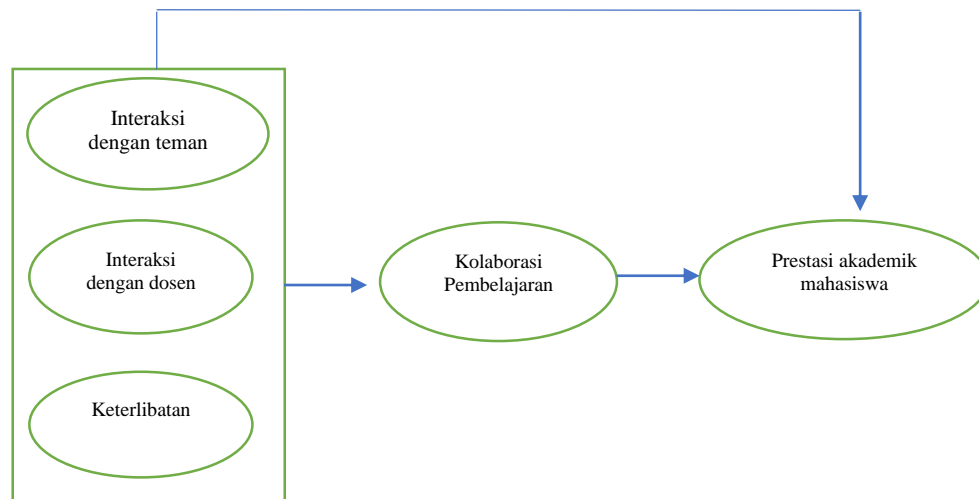 Interaksi
dengan teman
Interaksi
dengan dosen
Keterlibatan
Kolaborasi
Pembelajaran
Prestasi akademik
mahasiswa